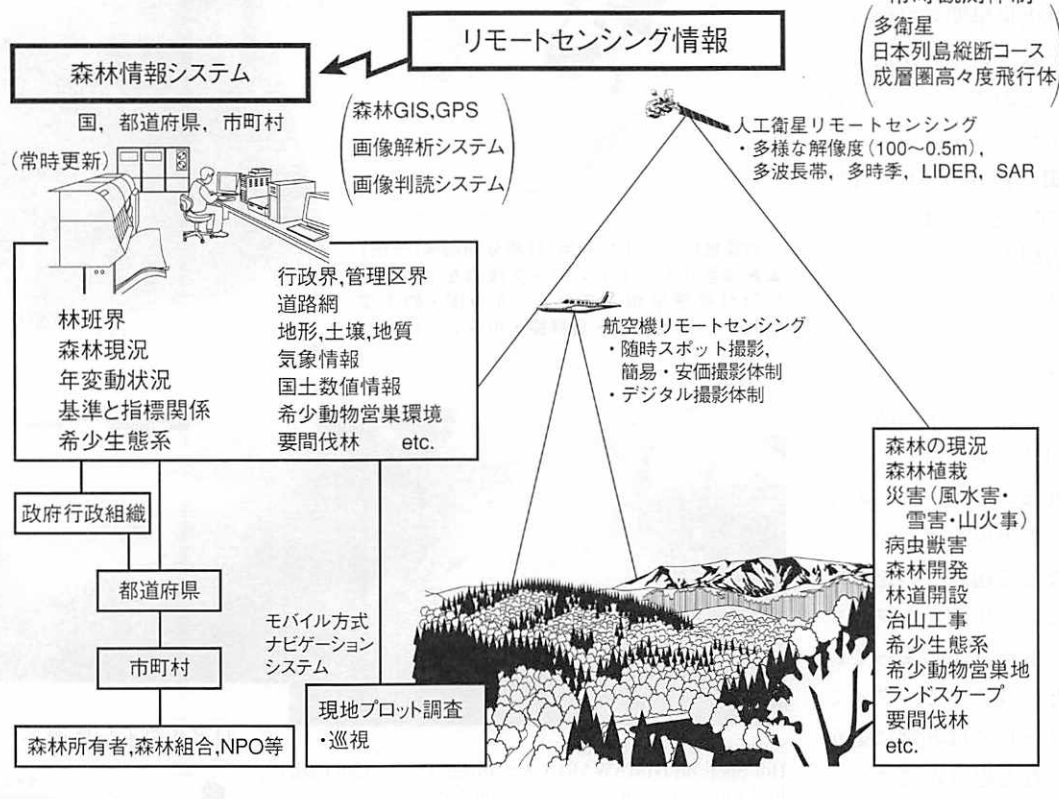 リモートセンシング情報
常時観測体制
多衛星
日本列島縦断コース
成層圏高々度飛行体
森林情報システム
国，都道府県，市町村
(常時更新)
森林GIS,GPS
画像解析システム
画像判読システム
人工衛星リモートセンシング
・多様な解像度(100〜0.5m)，
多波長帯，多時季，LIDER，SAR
林班界
森林現況
年変動状況
基準と指標関係
希少生態系
行政界,管理区界
道路網
地形,土壌,地質
気象情報
国土数値情報
希少動物営巣環境
要間伐林　etc.
航空機リモートセンシング
・随時スポット撮影，
簡易・安価撮影体制
・デジタル撮影体制
政府行政組織
都道府県
市町村
森林所有者,森林組合,NPO等
モバイル方式
ナビゲーション
システム
現地プロット調査
・巡視
森林の現況
森林植栽
災害(風水害・
雪害・山火事)
病虫獣害
森林開発
林道開設
治山工事
希少生態系
希少動物営巣地
ランドスケープ
要間伐林
etc.